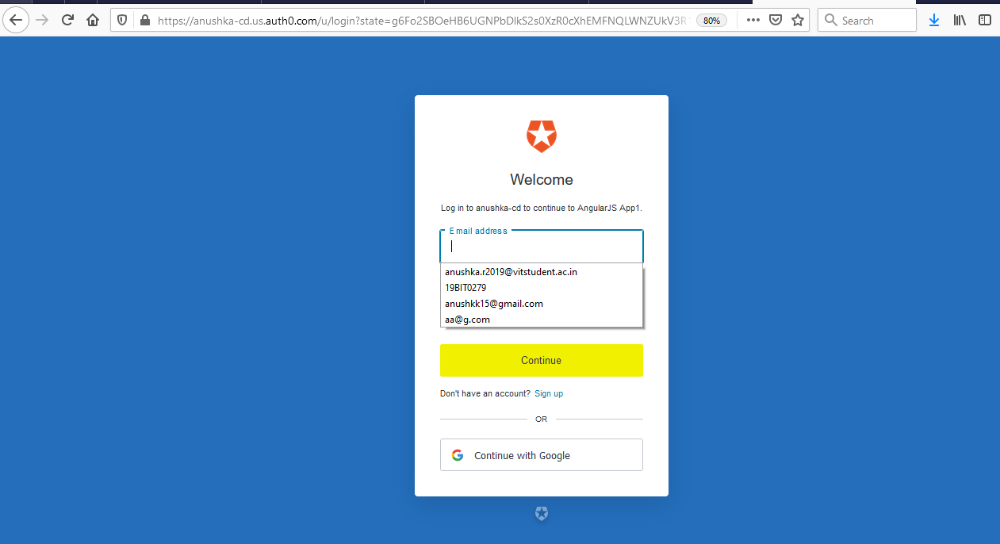 https://anushka-cd.us.auth0.com/u/login?state=g6Fo2SBOeHB6UGNPbDlkS2s0XzR0cXhEMFNQLWNZUkV3R
80%
Search
Welcome
Log in to anushka-cd to continue to AngularJS App1.
Email address
anushka.r2019@vitstudent.ac.in
19BIT0279
anushkk15@gmail.com
aa@g.com
Continue
Don't have an account? Sign up
OR
Continue with Google